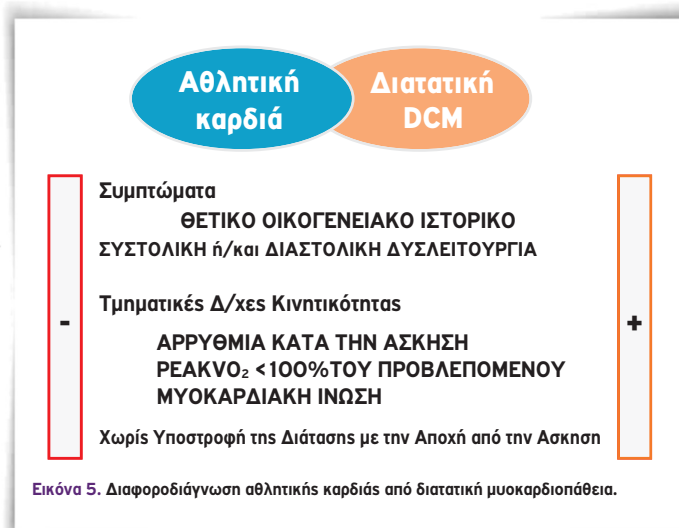 Αθλητική
καρδιά
Διατατική
DCM
Συμπτώματα
ΘΕΤΙΚΟ ΟΙΚΟΓΕΝΕΙΑΚΟ ΙΣΤΟΡΙΚΟ
ΣΥΣΤΟΛΙΚΗ ή/και ΔΙΑΣΤΟΛΙΚΗ ΔΥΣΛΕΙΤΟΥΡΓΙΑ
Τμηματικές Δ/χες Κινητικότητας
-
+
ΑΡΡΥΘΜΙΑ ΚΑΤΑ ΤΗΝ ΑΣΚΗΣΗ
PEAKVO₂ <100%ΤΟΥ ΠΡΟΒΛΕΠΟΜΕΝΟΥ
ΜΥΟΚΑΡΔΙΑΚΗ ΙΝΩΣΗ
Χωρίς Υποστροφή της Διάτασης με την Αποχή από την Ασκηση
Εικόνα 5. Διαφοροδιάγνωση αθλητικής καρδιάς από διατατική μυοκαρδιοπάθεια.